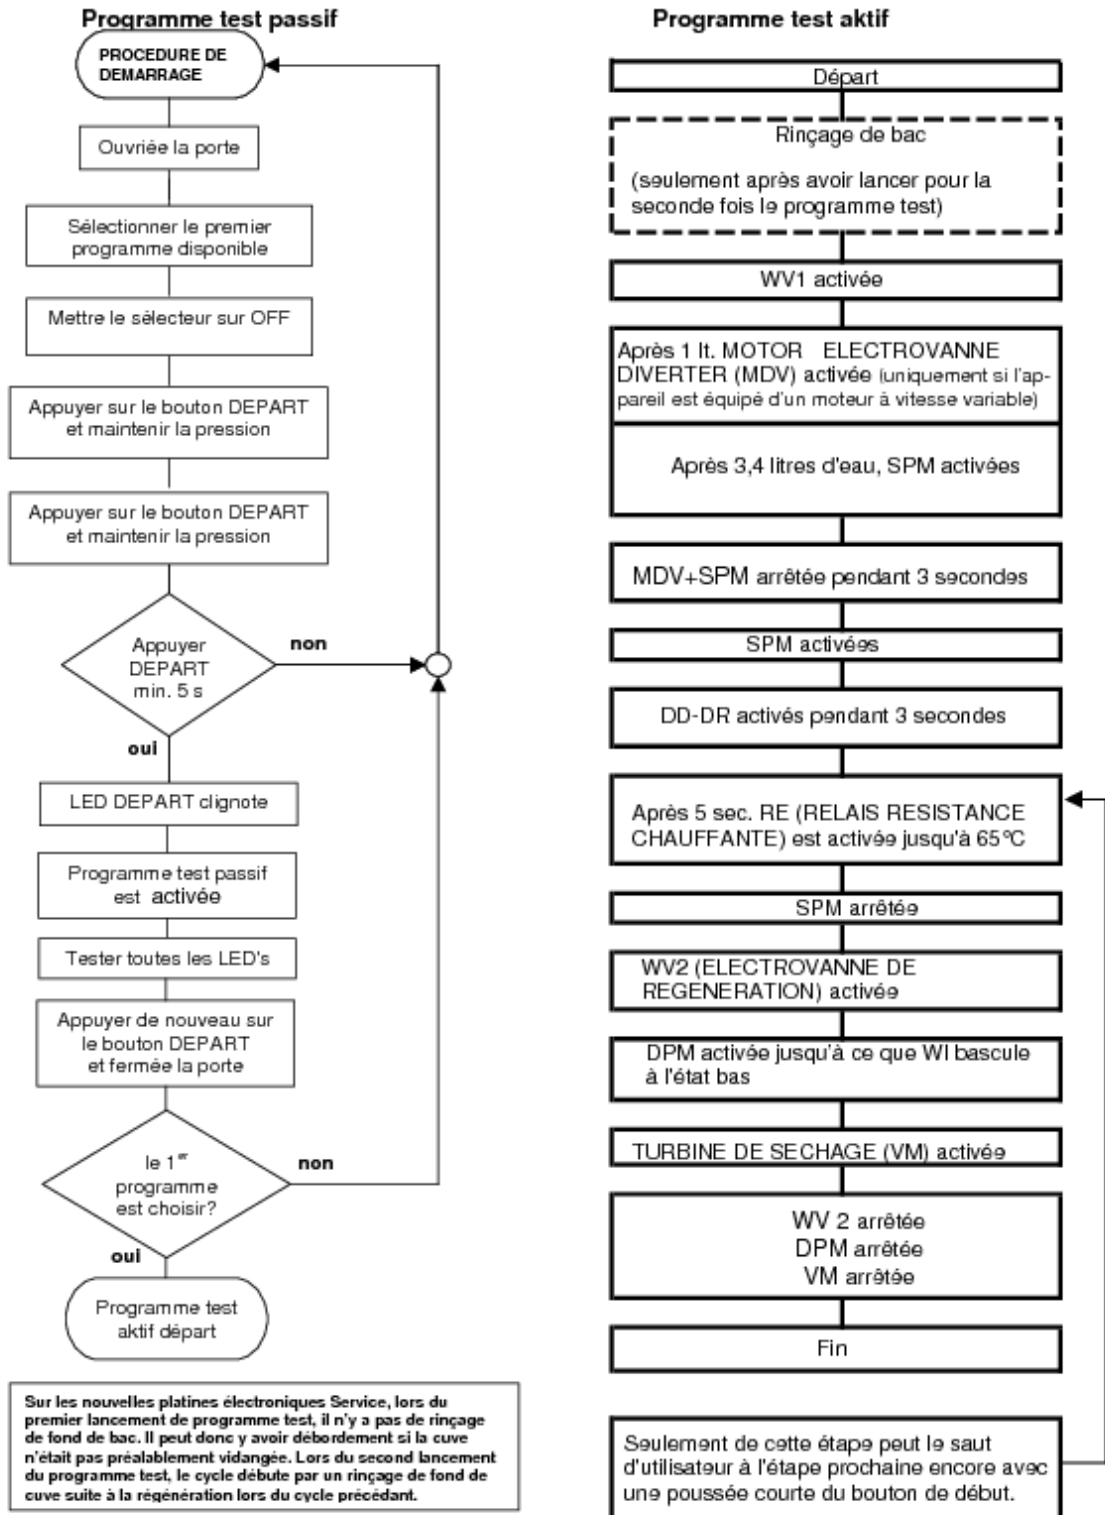 Programme test passif
PROCEDURE DE
DEMARRAGE
Ouvriée la porte
Sélectionner le premier
programme disponible
Mettre le sélecteur sur OFF
Appuyer sur le bouton DEPART
et maintenir la pression
Appuyer sur le bouton DEPART
et maintenir la pression
Appuyer
DEPART
min. 5 s
non
oui
LED DEPART clignote
Programme test passif
est activée
Tester toutes les LED's
Appuyer de nouveau sur
le bouton DEPART
et fermée la porte
le 1er
programme
est choisir?
non
oui
Programme test
aktif départ
Sur les nouvelles platines électroniques Service, lors du
premier lancement de programme test, il n'y a pas de rinçage
de fond de bac. Il peut donc y avoir débordement si la cuve
n'était pas préalablement vidangée. Lors du second lancement
du programme test, le cycle débute par un rinçage de fond de
cuve suite à la régénération lors du cycle précédant.
Programme test aktif
Départ
Rinçage de bac
(seulement après avoir lancer pour la
seconde fois le programme test)
WV1 activée
Après 1 lt. MOTOR ELECTROVANNE
DIVERTER (MDV) activée (uniquement si l'ap-
pareil est équipé d'un moteur à vitesse variable)
Après 3,4 litres d'eau, SPM activées
MDV+SPM arrêtée pendant 3 secondes
SPM activées
DD-DR activés pendant 3 secondes
Après 5 sec. RE (RELAIS RESISTANCE
CHAUFFANTE) est activée jusqu'à 65°C
SPM arrêtée
WV2 (ELECTROVANNE DE
REGENERATION) activée
DPM activée jusqu'à ce que WI bascule
à l'état bas
TURBINE DE SECHAGE (VM) activée
WV 2 arrêtée
DPM arrêtée
VM arrêtée
Fin
Seulement de cette étape peut le saut
d'utilisateur à l'étape prochaine encore avec
une poussée courte du bouton de début.